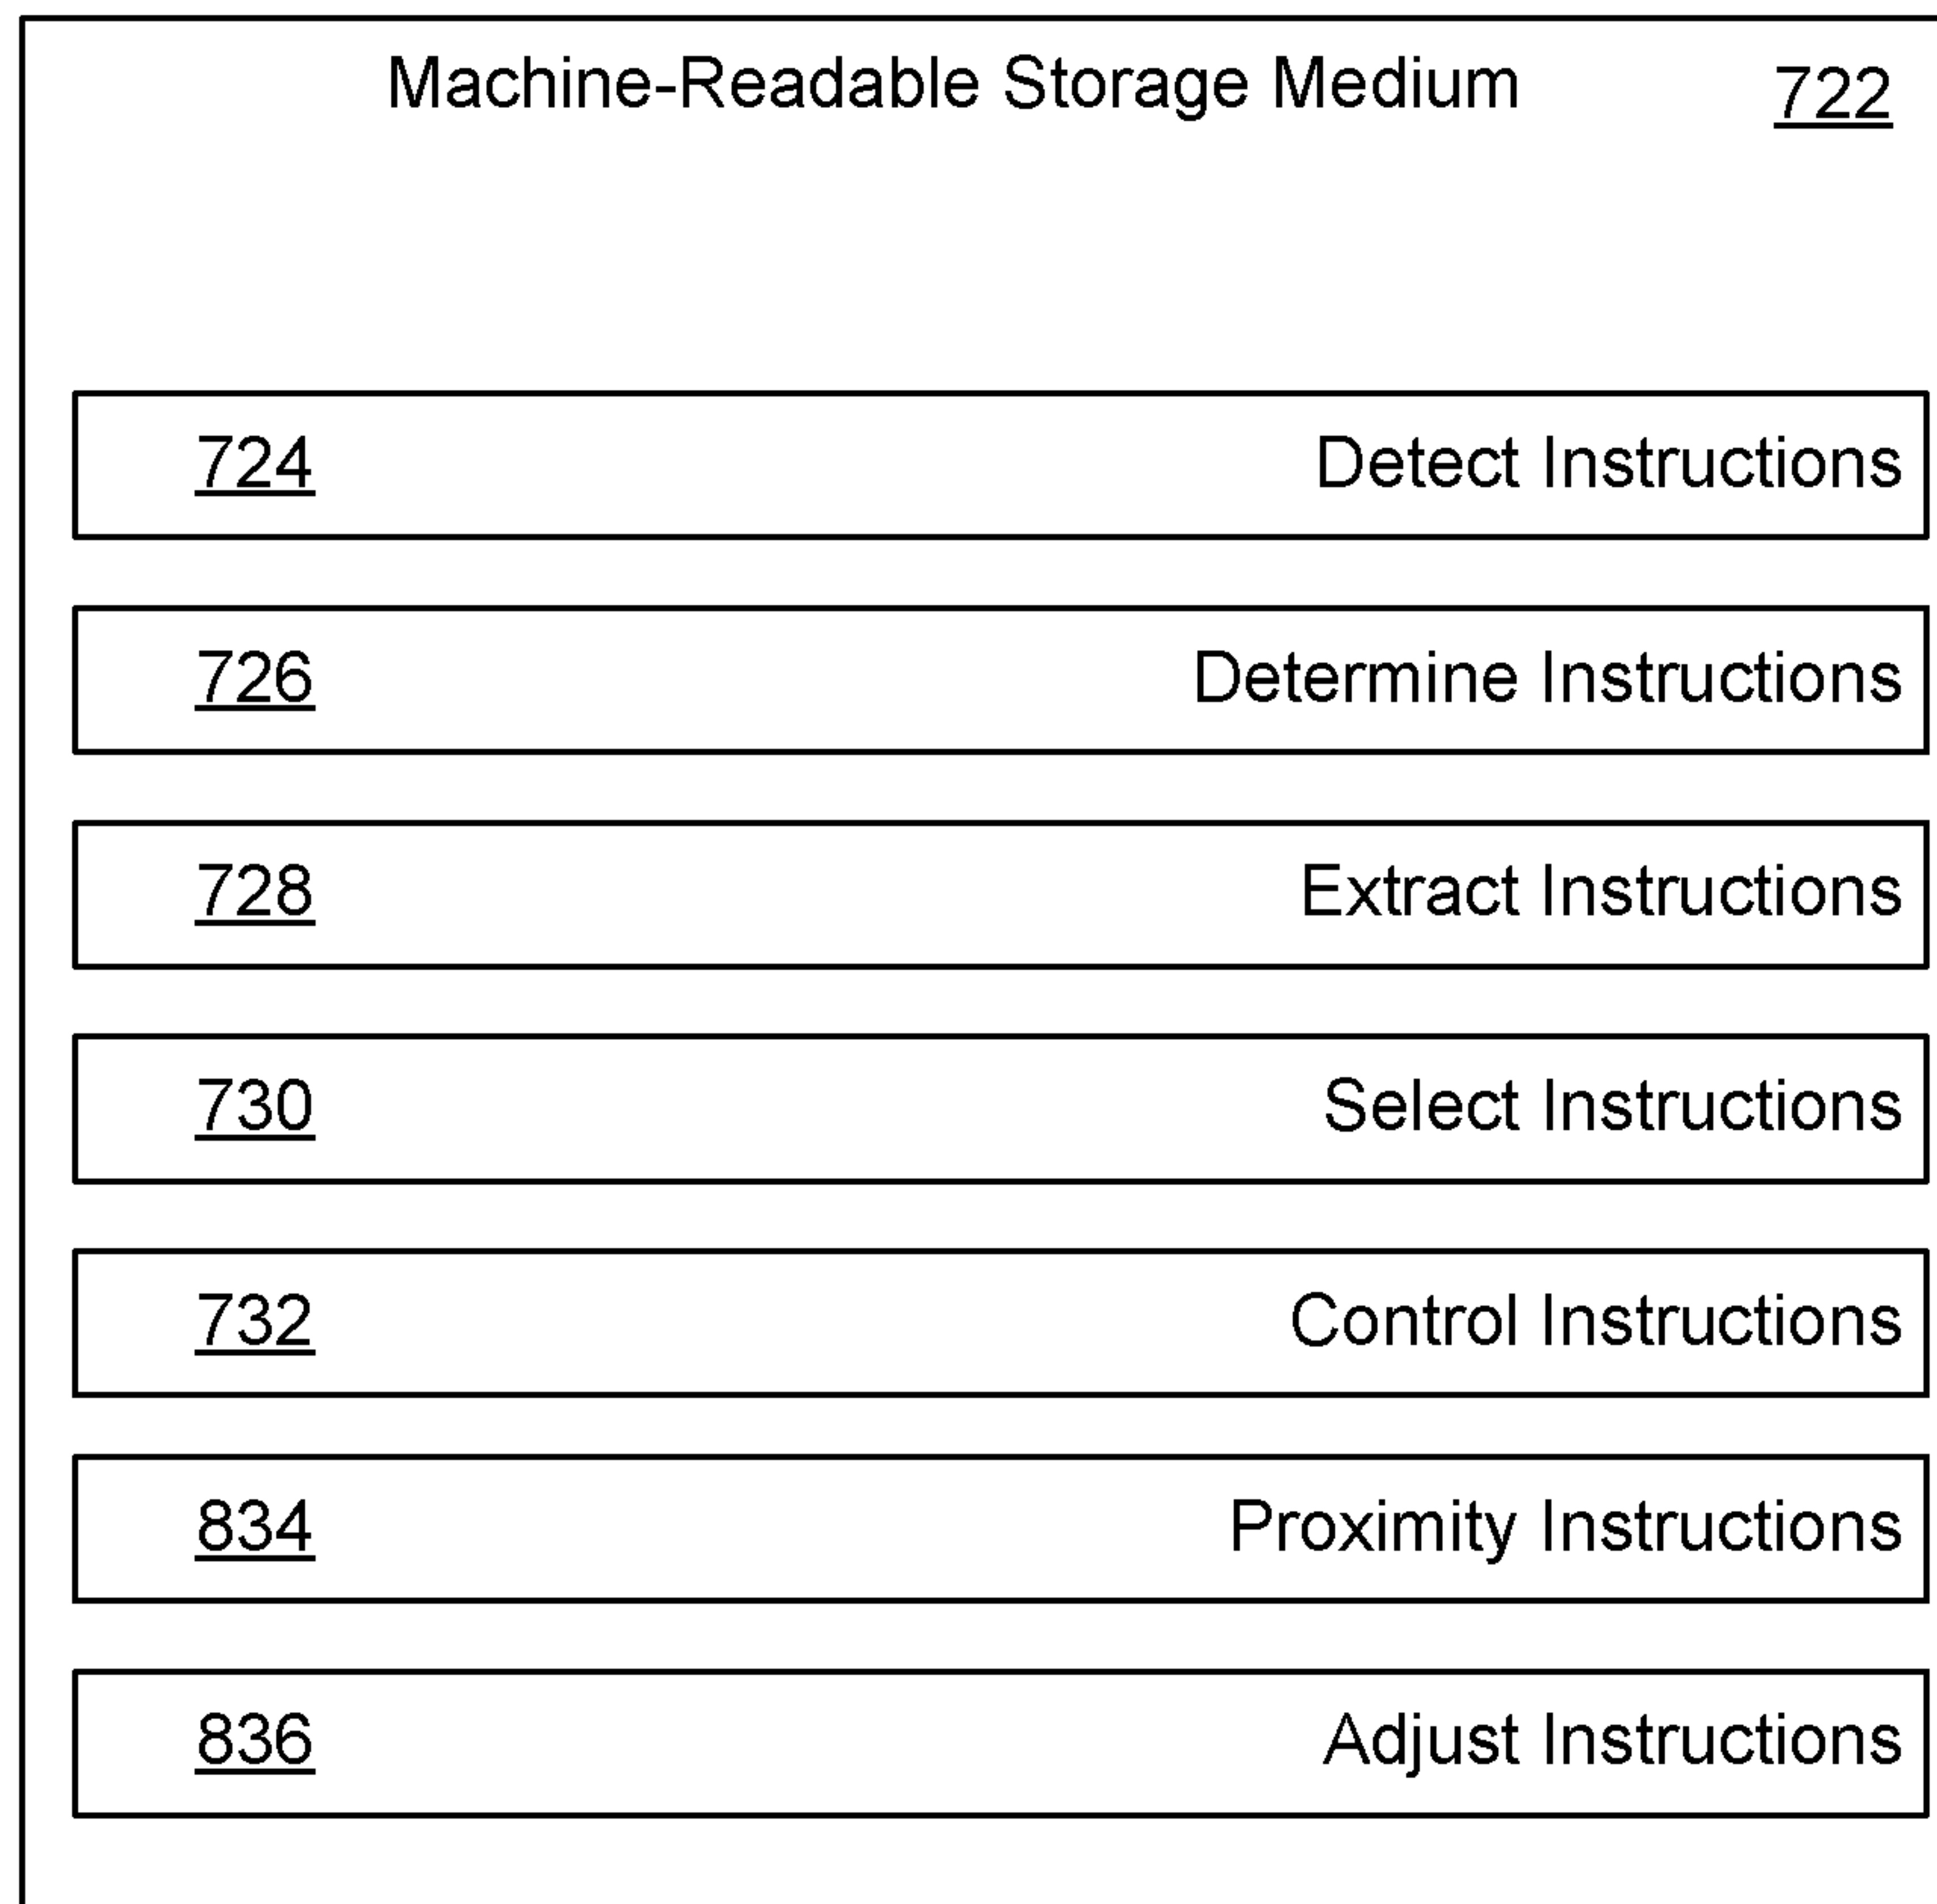 Machine-Readable Storage Medium 722
724 Detect Instructions
726 Determine Instructions
728 Extract Instructions
730 Select Instructions
732 Control Instructions
834 Proximity Instructions
836 Adjust Instructions